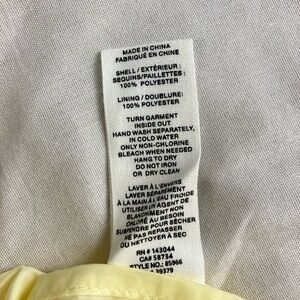 MADE IN CHINA
FABRIQUÉ EN CHINE
SHELL / EXTÉRIEUR :
SEQUINS/PAILLETTES :
100% POLYESTER
LINING / DOUBLURE:
100% POLYESTER
TURN GARMENT
INSIDE OUT
HAND WASH SEPARATELY,
IN COLD WATER
ONLY NON-CHLORINE
BLEACH WHEN NEEDED
HANG TO DRY
DO NOT IRON
OR DRY CLEAN
LAVER À L'ENVERS
LAVER SÉPARÉMENT
À LA MAIN À L'EAU FROIDE
UTILISER UN AGENT DE
BLANCHIMENT NON
CHLORÉ AU BESOIN
SUSPENDRE POUR SÉCHER
NE PAS REPASSER
OU NETTOYER À SEC
RN # 143044
CA# 58734
STYLE NO.: 85966
39379